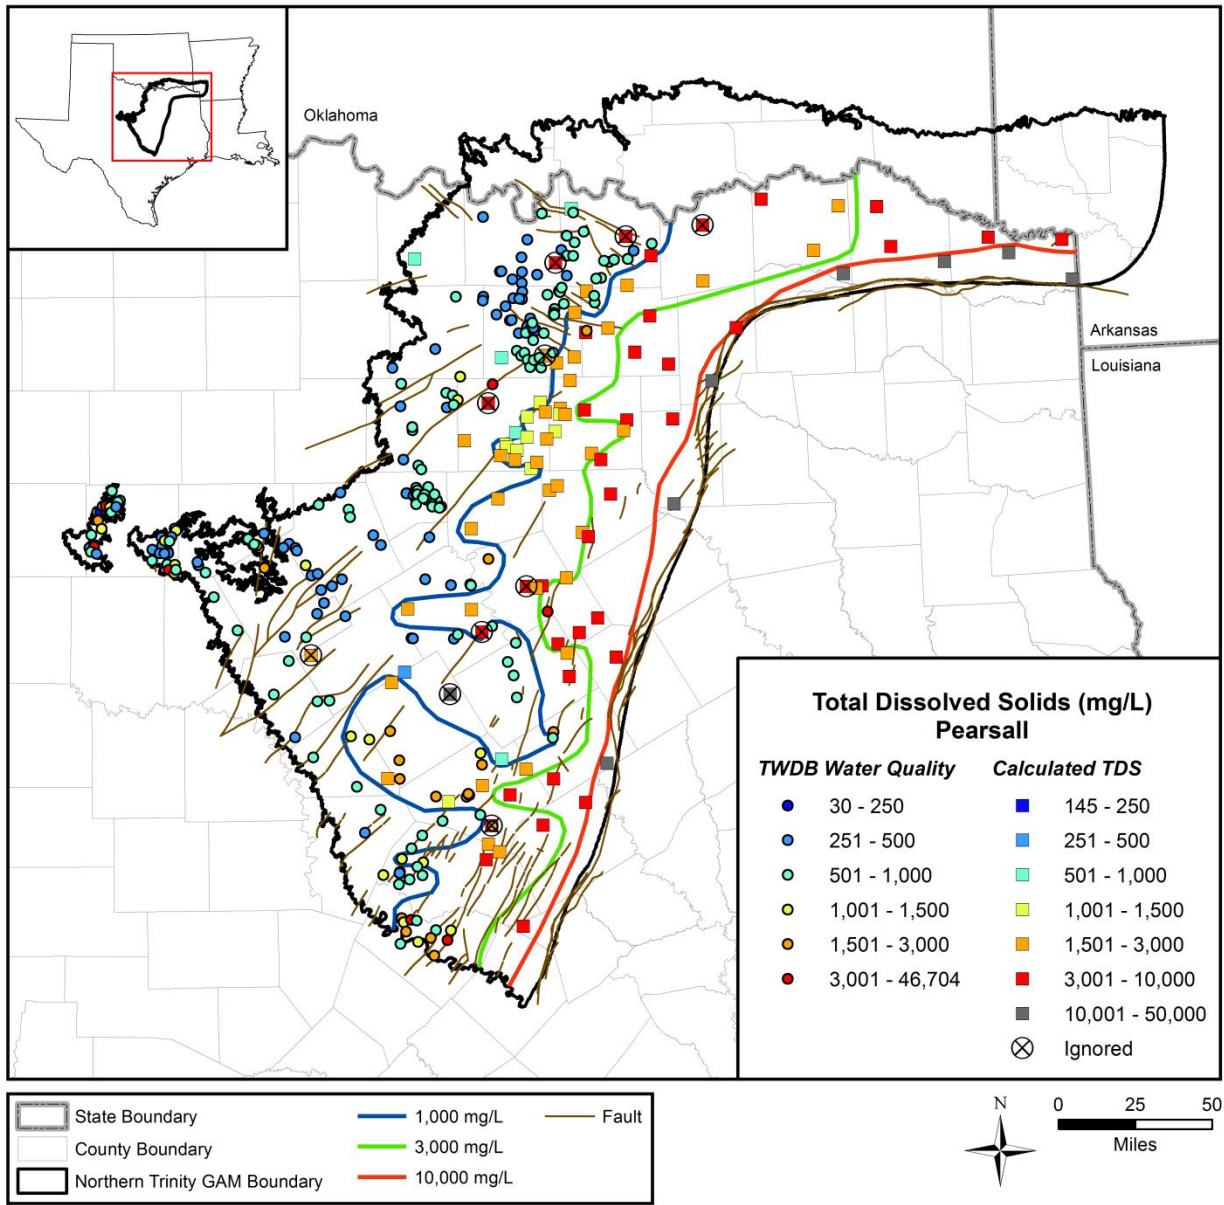 Oklahoma
Arkansas
Louisiana
Total Dissolved Solids (mg/L)
Pearsall
TWDB Water Quality
30 - 250
251 - 500
501 - 1,000
1,001 - 1,500
1,501 - 3,000
3,001 - 46,704
Calculated TDS
145 - 250
251 - 500
501 - 1,000
1,001 - 1,500
1,501 - 3,000
3,001 - 10,000
10,001 - 50,000
Ignored
State Boundary
County Boundary
Northern Trinity GAM Boundary
1,000 mg/L
3,000 mg/L
10,000 mg/L
Fault
N
0 25 50
Miles